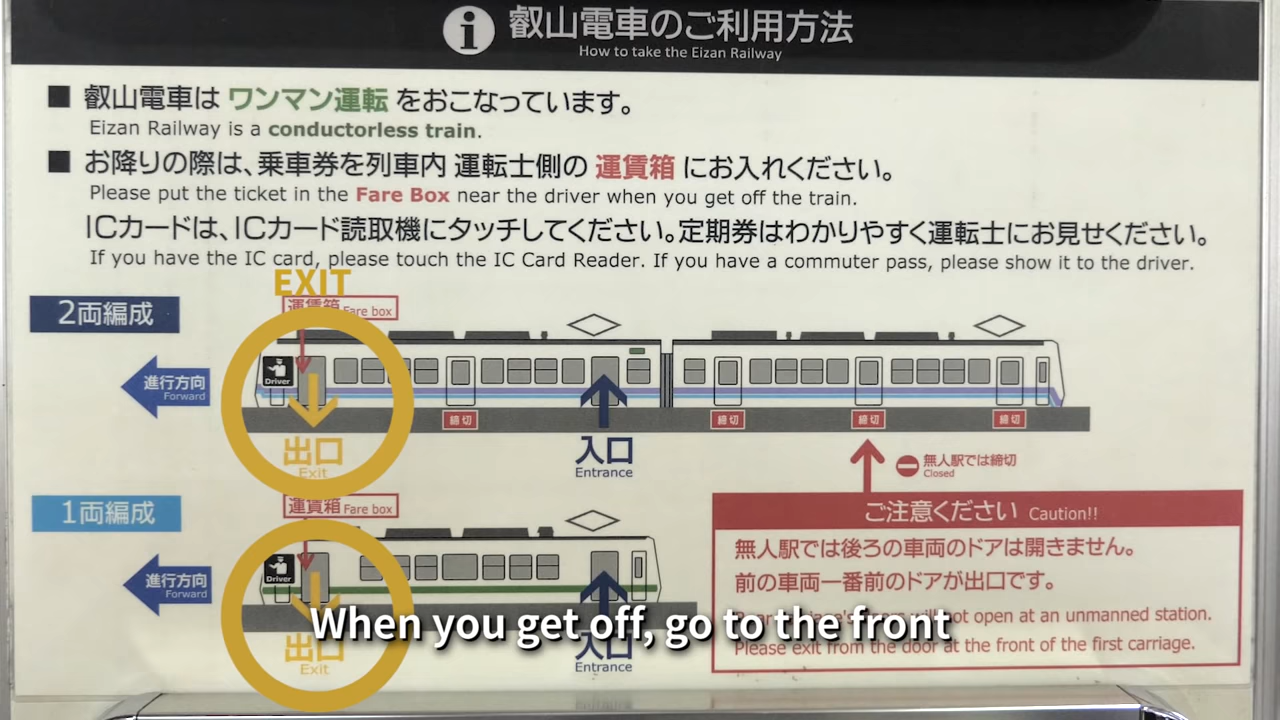 叡山電車のご利用方法
How to take the Eizan Railway
■ 叡山電車は ワンマン運転 をおこなっています。
Eizan Railway is a conductorless train.
■ お降りの際は、乗車券を列車内 運転士側の 運賃箱 にお入れください。
Please put the ticket in the Fare Box near the driver when you get off the train.
ICカードは、ICカード読取機にタッチしてください。定期券はわかりやすく運転士にお見せください。
If you have the IC card, please touch the IC Card Reader. If you have a commuter pass, please show it to the driver.
EXIT
2両編成
運賃箱 Fare box
進行方向
Forward
Driver
締切
締切
締切
締切
出口
Exit
入口
Entrance
無人駅では締切
Closed
1両編成
運賃箱 Fare box
進行方向
Forward
Driver
出口
Exit
入口
Entrance
ご注意ください Caution!!
無人駅では後ろの車両のドアは開きません。
前の車両一番前のドアが出口です。
not open at an unmanned station.
Please exit from the door at the front of the first carriage.
When you get off, go to the front